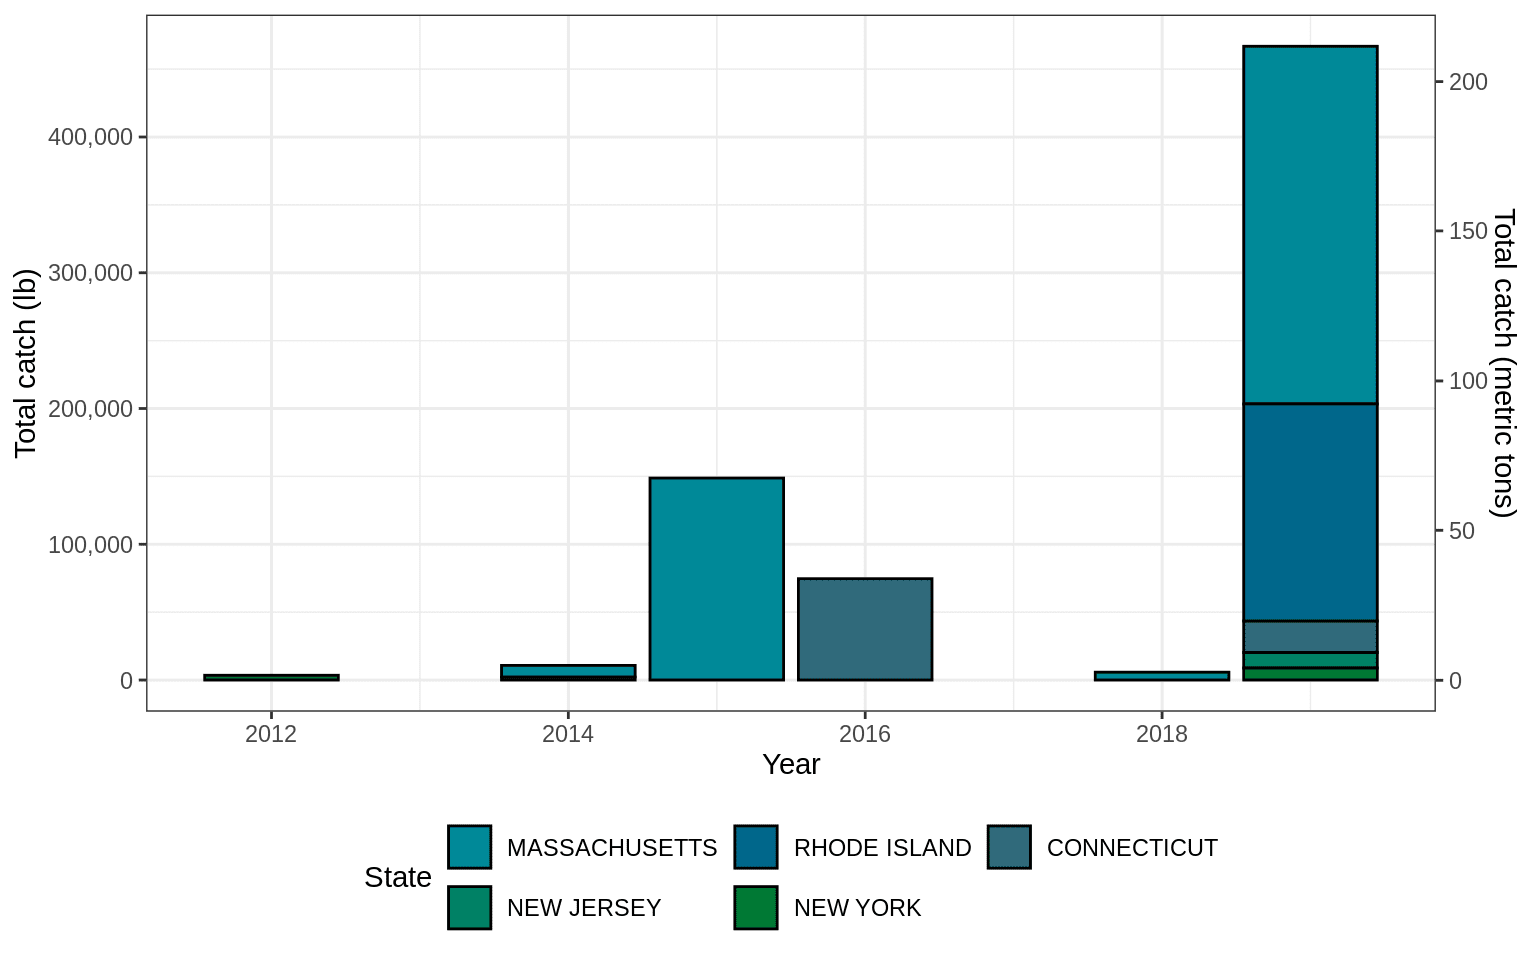 Total catch (lb)
400,000
300,000
200,000
100,000
0
200
150
100
50
0
Total catch (metric tons)
2012 2014 2016 2018
Year
State
MASSACHUSETTS RHODE ISLAND CONNECTICUT
NEW JERSEY NEW YORK